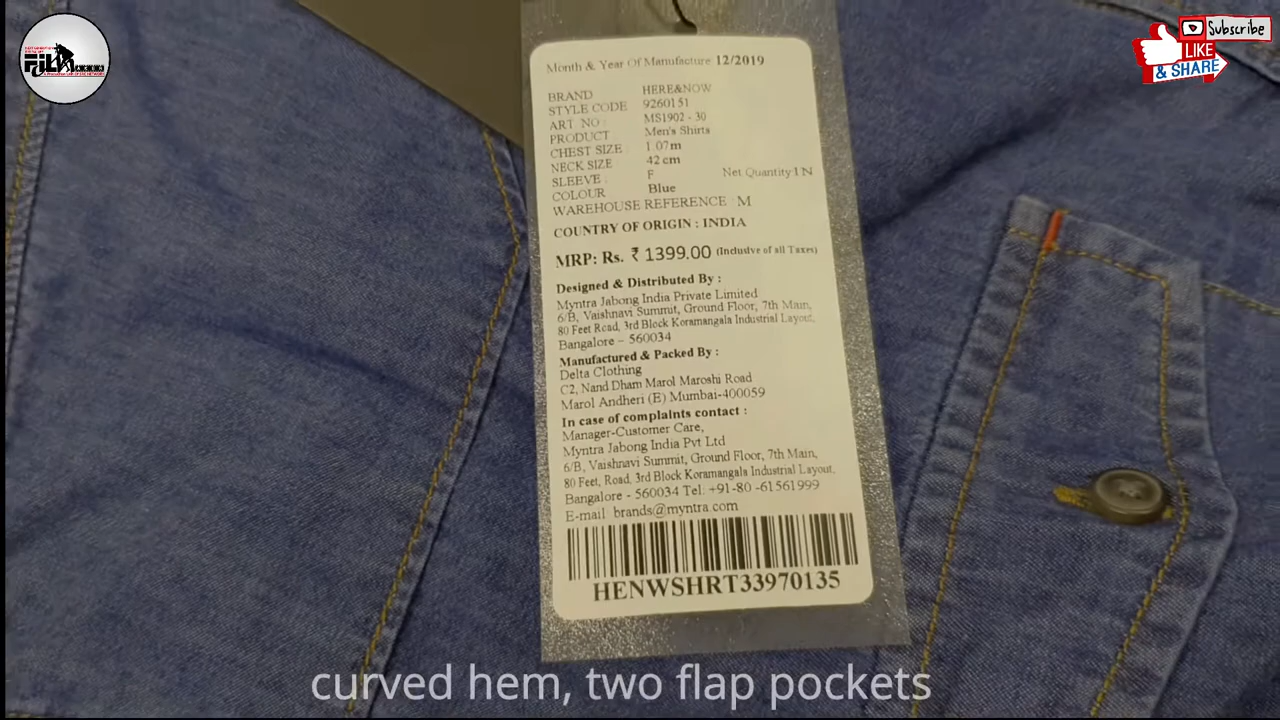 Subscribe
LIKE
& SHARE
Month & Year Of Manufacture 12/2019
BRAND HERE&NOW
STYLE CODE 9260151
ART NO : MS1902 - 30
PRODUCT Men's Shirts
CHEST SIZE : 1.07m
NECK SIZE 42cm
SLEEVE : F Net Quantity 1 N
COLOUR Blue
WAREHOUSE REFERENCE : M
COUNTRY OF ORIGIN : INDIA
MRP: Rs. ₹ 1399.00 (Inclusive of all Taxes)
Designed & Distributed By :
Myntra Jabong India Private Limited
6/B, Vaishnavi Summit, Ground Floor, 7th Main,
80 Feet Road, 3rd Block Koramangala Industrial Layout,
Bangalore - 560034
Manufactured & Packed By :
Delta Clothing
C2, Nand Dham Marol Maroshi Road
Marol Andheri (E) Mumbai-400059
In case of complaints contact :
Manager-Customer Care,
Myntra Jabong India Pvt Ltd
6/B, Vaishnavi Summit, Ground Floor, 7th Main,
80 Feet, Road, 3rd Block Koramangala Industrial Layout,
Bangalore - 560034 Tel: +91-80 -61561999
E-mail brands@myntra com
HENWSHRT33970135
curved hem, two flap pockets